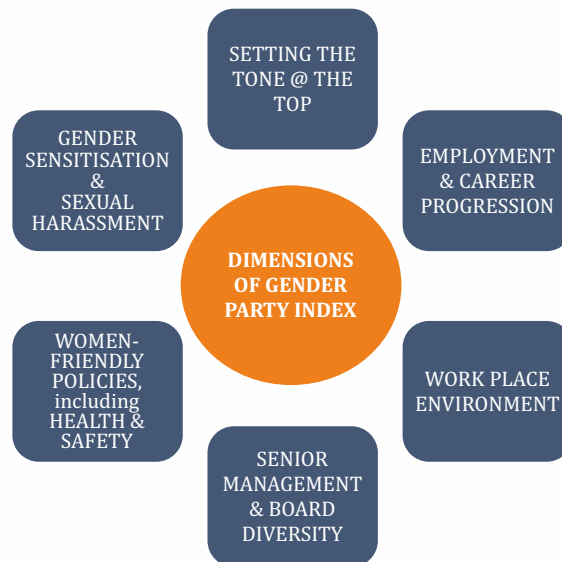 SETTING THE
TONE @ THE
TOP
GENDER
SENSITISATION
&
SEXUAL
HARASSMENT
EMPLOYMENT
& CAREER
PROGRESSION
DIMENSIONS
OF GENDER
PARTY INDEX
WOMEN-
FRIENDLY
POLICIES,
including
HEALTH &
SAFETY
WORK PLACE
ENVIRONMENT
SENIOR
MANAGEMENT
& BOARD
DIVERSITY